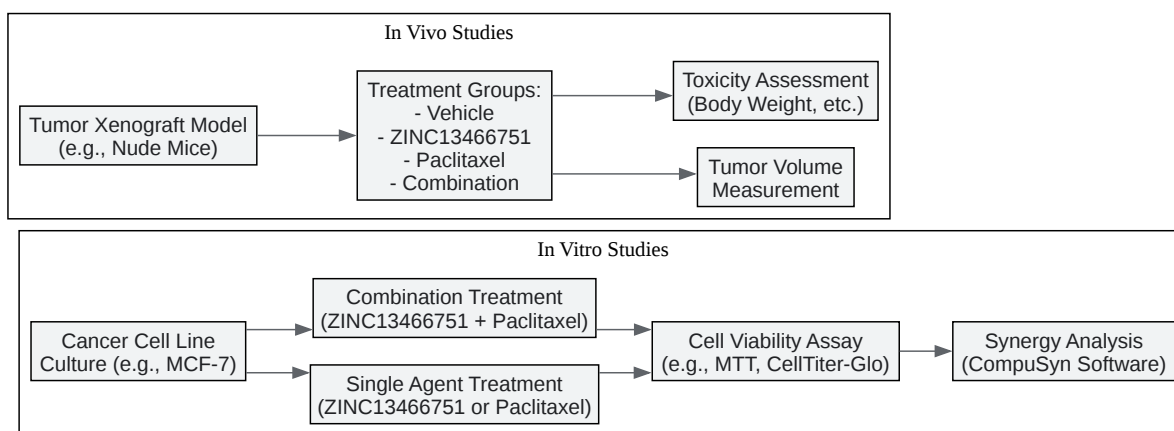 In Vivo Studies
Tumor Xenograft Model
(e.g., Nude Mice)
Treatment Groups:
- Vehicle
- ZINC13466751
- Paclitaxel
- Combination
Toxicity Assessment
(Body Weight, etc.)
Tumor Volume
Measurement
In Vitro Studies
Cancer Cell Line
Culture (e.g., MCF-7)
Combination Treatment
(ZINC13466751 + Paclitaxel)
Single Agent Treatment
(ZINC13466751 or Paclitaxel)
Cell Viability Assay
(e.g., MTT, CellTiter-Glo)
Synergy Analysis
(CompuSyn Software)